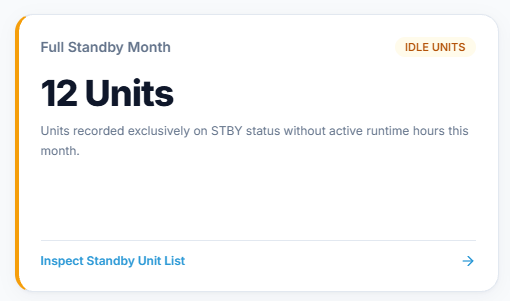 Full Standby Month
IDLE UNITS
12 Units
Units recorded exclusively on STBY status without active runtime hours this
month.
Inspect Standby Unit List